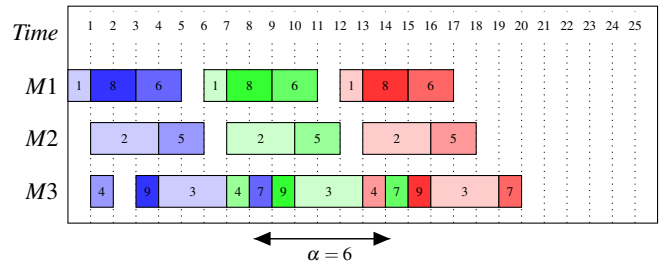 Time 1 2 3 4 5 6 7 8 9 10 11 12 13 14 15 16 17 18 19 20 21 22 23 24 25
M1 1 8 6 1 8 6 1 8 6
M2 2 5 2 5 2 5
M3 4 9 3 4 7 9 3 4 7 9 3 7
α = 6